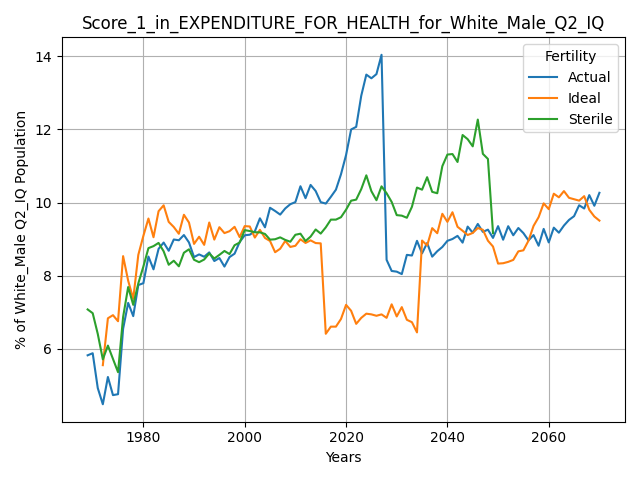 Score_1_in_EXPENDITURE_FOR_HEALTH_for_White_Male_Q2_IQ
% of White_Male Q2_IQ Population
14
12
10
8
6
Fertility
Actual
Ideal
Sterile
1980 2000 2020 2040 2060
Years